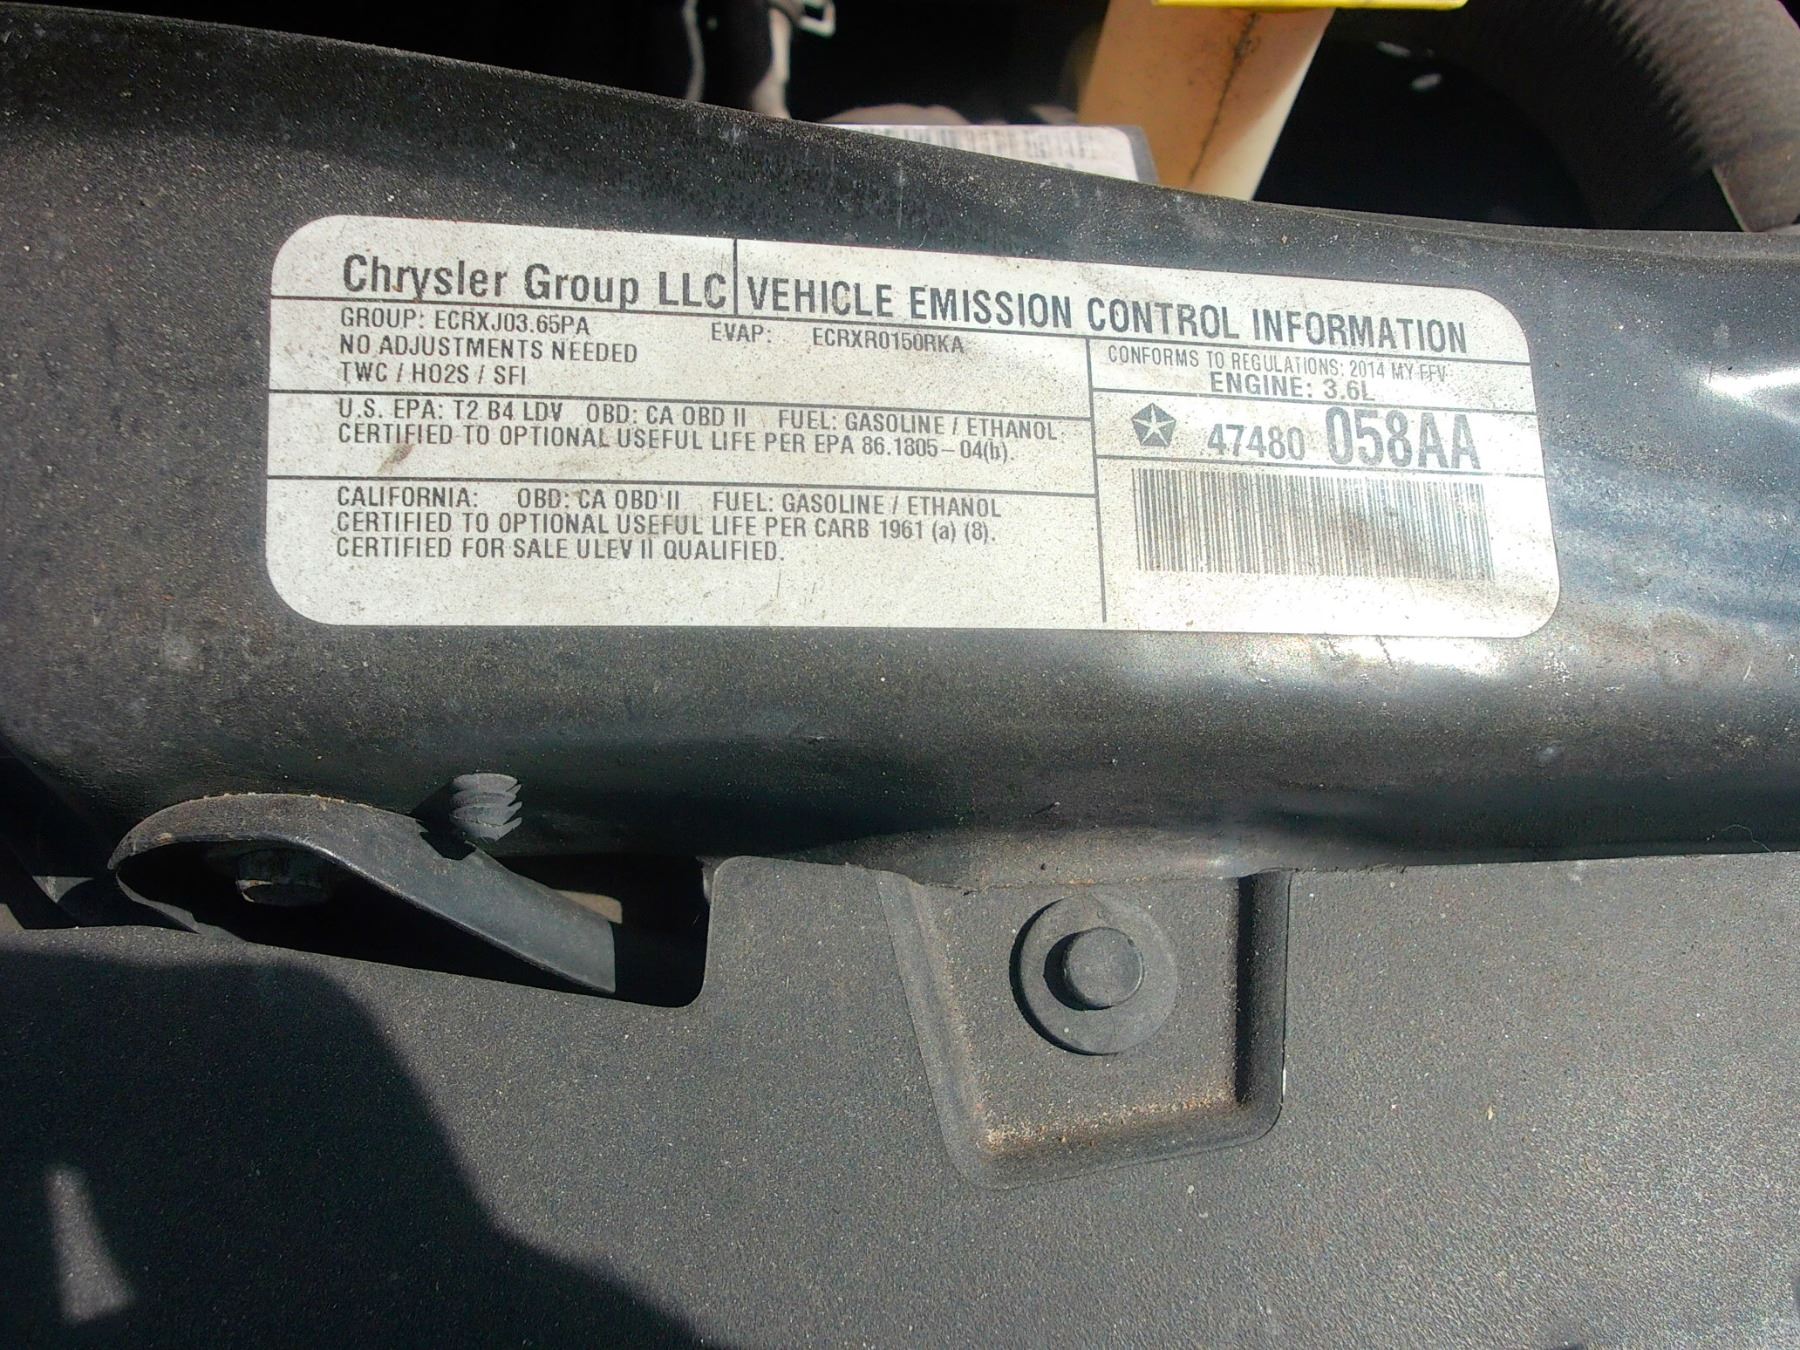 Chrysler Group LLC VEHICLE EMISSION CONTROL INFORMATION
GROUP: ECRXJ03.65PA EVAP: ECRXR0150RKA
NO ADJUSTMENTS NEEDED
TWC / HO2S / SFI
CONFORMS TO REGULATIONS: 2014 MY FFV
ENGINE: 3.6L
U.S. EPA: T2 B4 LDV OBD: CA OBD II FUEL: GASOLINE / ETHANOL
CERTIFIED TO OPTIONAL USEFUL LIFE PER EPA 86.1805-04(b).
47480 058AA
CALIFORNIA: OBD: CA OBD II FUEL: GASOLINE / ETHANOL
CERTIFIED TO OPTIONAL USEFUL LIFE PER CARB 1961 (a) (8).
CERTIFIED FOR SALE ULEV II QUALIFIED.